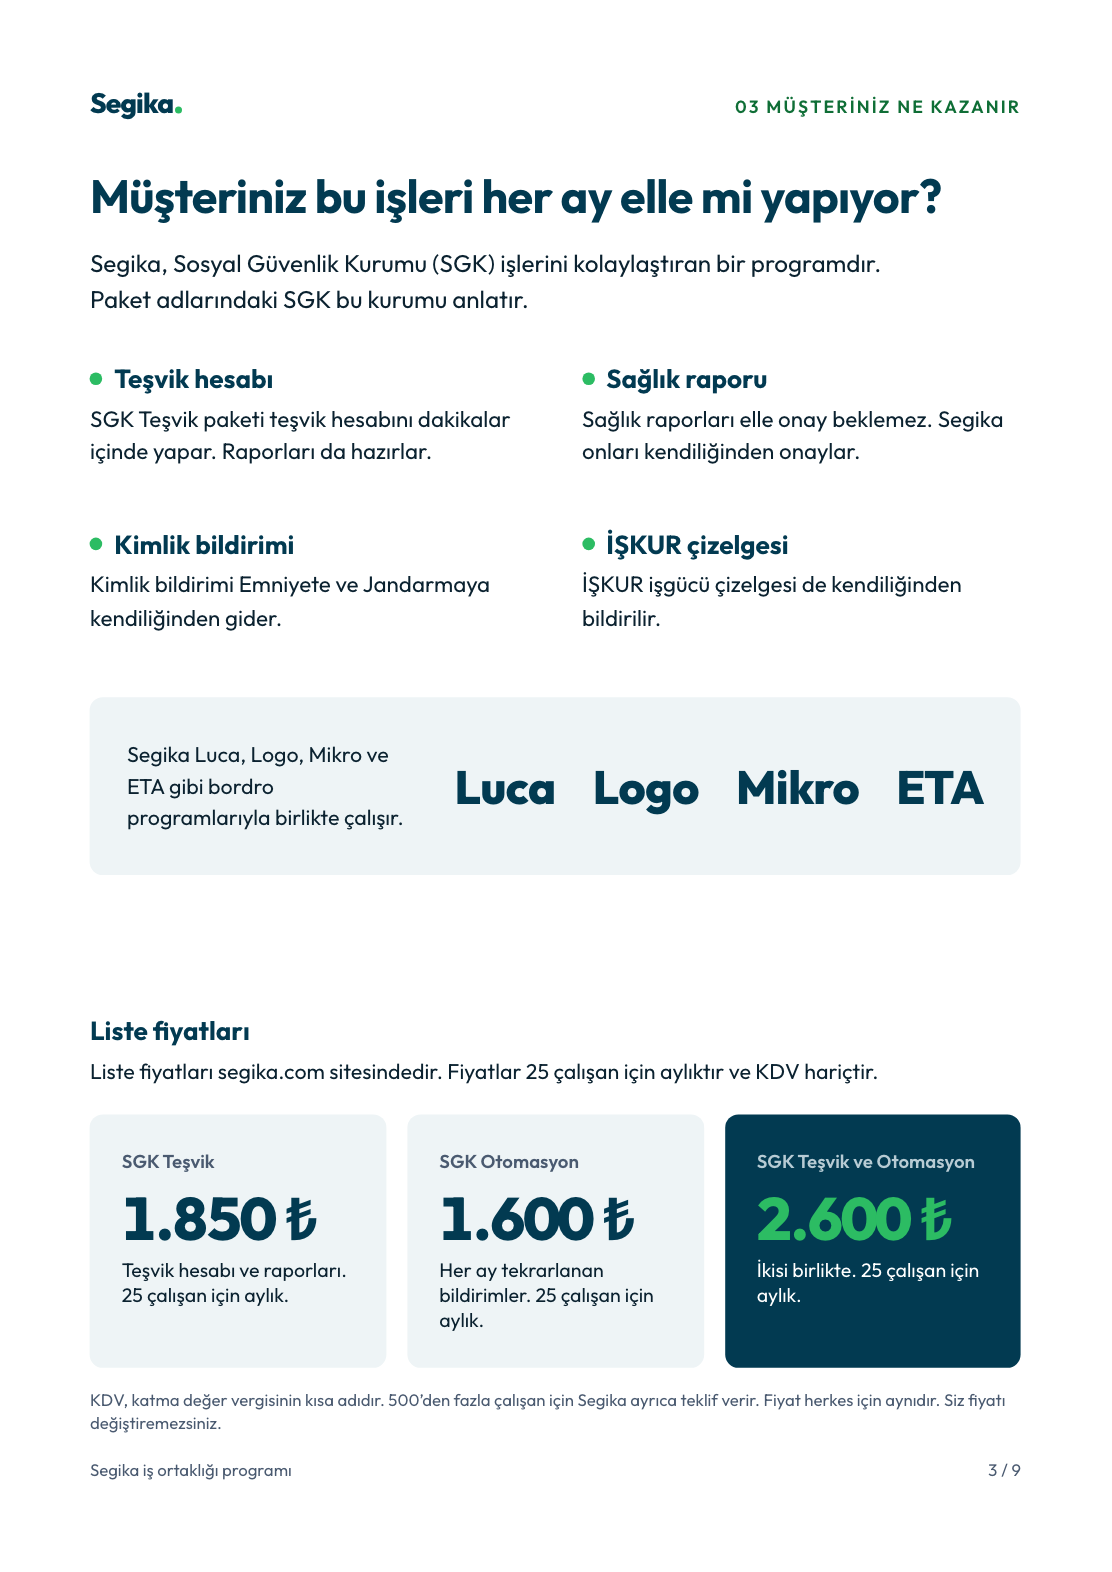 Segika.
03 MÜŞTERİNİZ NE KAZANIR
Müşteriniz bu işleri her ay elle mi yapıyor?
Segika, Sosyal Güvenlik Kurumu (SGK) işlerini kolaylaştıran bir programdır.
Paket adlarındaki SGK bu kurumu anlatır.
Teşvik hesabı
SGK Teşvik paketi teşvik hesabını dakikalar
içinde yapar. Raporları da hazırlar.
Sağlık raporu
Sağlık raporları elle onay beklemez. Segika
onları kendiliğinden onaylar.
Kimlik bildirimi
Kimlik bildirimi Emniyete ve Jandarmaya
kendiliğinden gider.
İŞKUR çizelgesi
İŞKUR işgücü çizelgesi de kendiliğinden
bildirilir.
Segika Luca, Logo, Mikro ve
ETA gibi bordro
programlarıyla birlikte çalışır.
Luca Logo Mikro ETA
Liste fiyatları
Liste fiyatları segika.com sitesindedir. Fiyatlar 25 çalışan için aylıktır ve KDV hariçtir.
SGK Teşvik
1.850 ₺
Teşvik hesabı ve raporları.
25 çalışan için aylık.
SGK Otomasyon
1.600 ₺
Her ay tekrarlanan
bildirimler. 25 çalışan için
aylık.
SGK Teşvik ve Otomasyon
2.600 ₺
İkisi birlikte. 25 çalışan için
aylık.
KDV, katma değer vergisinin kısa adıdır. 500’den fazla çalışan için Segika ayrıca teklif verir. Fiyat herkes için aynıdır. Siz fiyatı
değiştiremezsiniz.
Segika iş ortaklığı programı
3 / 9